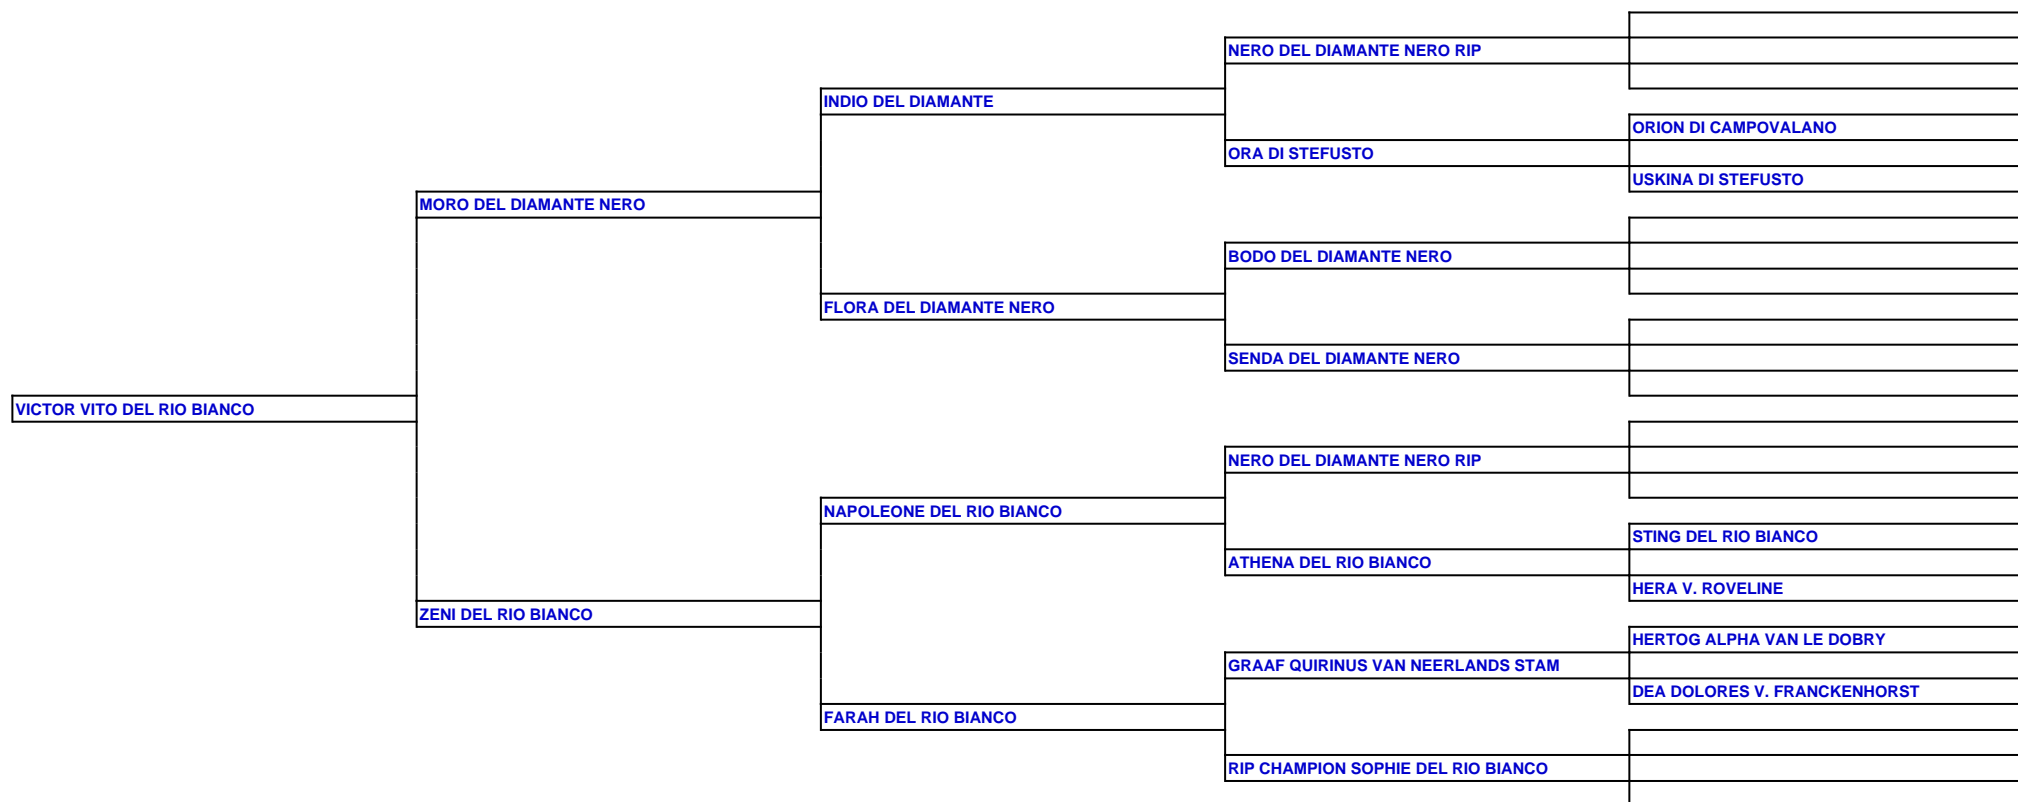 NERO DEL DIAMANTE NERO RIP
INDIO DEL DIAMANTE
ORION DI CAMPOVALANO
ORA DI STEFUSTO
USKINA DI STEFUSTO
MORO DEL DIAMANTE NERO
BODO DEL DIAMANTE NERO
FLORA DEL DIAMANTE NERO
SENDA DEL DIAMANTE NERO
VICTOR VITO DEL RIO BIANCO
NERO DEL DIAMANTE NERO RIP
NAPOLEONE DEL RIO BIANCO
STING DEL RIO BIANCO
ATHENA DEL RIO BIANCO
HERA V. ROVELINE
ZENI DEL RIO BIANCO
HERTOG ALPHA VAN LE DOBRY
GRAAF QUIRINUS VAN NEERLANDS STAM
DEA DOLORES V. FRANCKENHORST
FARAH DEL RIO BIANCO
RIP CHAMPION SOPHIE DEL RIO BIANCO